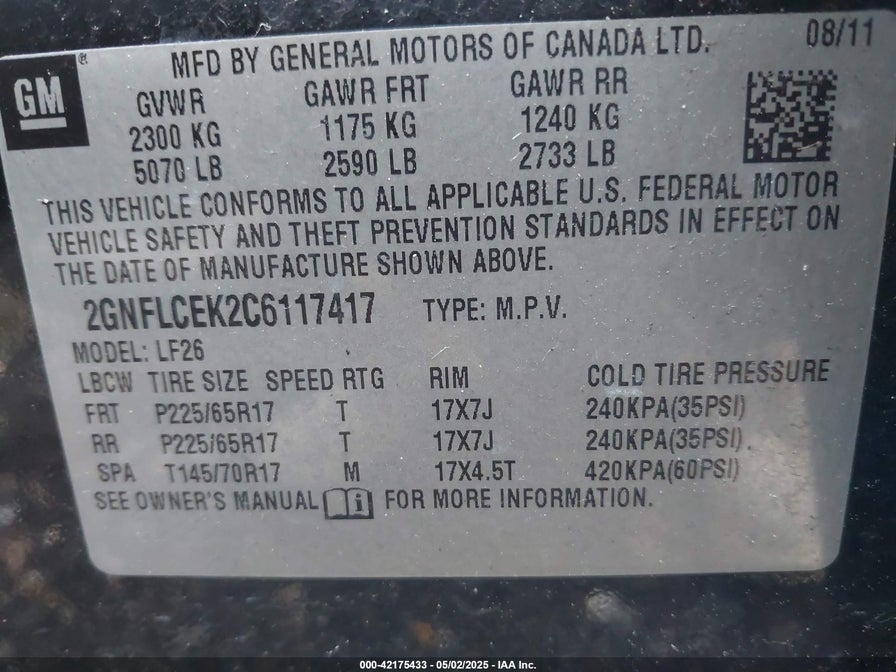 08/11
GM®
MFD BY GENERAL MOTORS OF CANADA LTD.
GVWR GAWR FRT GAWR RR
2300 KG 1175 KG 1240 KG
5070 LB 2590 LB 2733 LB
THIS VEHICLE CONFORMS TO ALL APPLICABLE U.S. FEDERAL MOTOR
VEHICLE SAFETY AND THEFT PREVENTION STANDARDS IN EFFECT ON
THE DATE OF MANUFACTURE SHOWN ABOVE.
2GNFLCEK2C6117417 TYPE: M.P.V.
MODEL: LF26
LBCW TIRE SIZE SPEED RTG RIM COLD TIRE PRESSURE
FRT P225/65R17 T 17X7J 240KPA(35PSI)
RR P225/65R17 T 17X7J 240KPA(35PSI)
SPA T145/70R17 M 17X4.5T 420KPA(60PSI)
SEE OWNER'S MANUAL i FOR MORE INFORMATION.
000-42175433 - 05/02/2025 - IAA Inc.